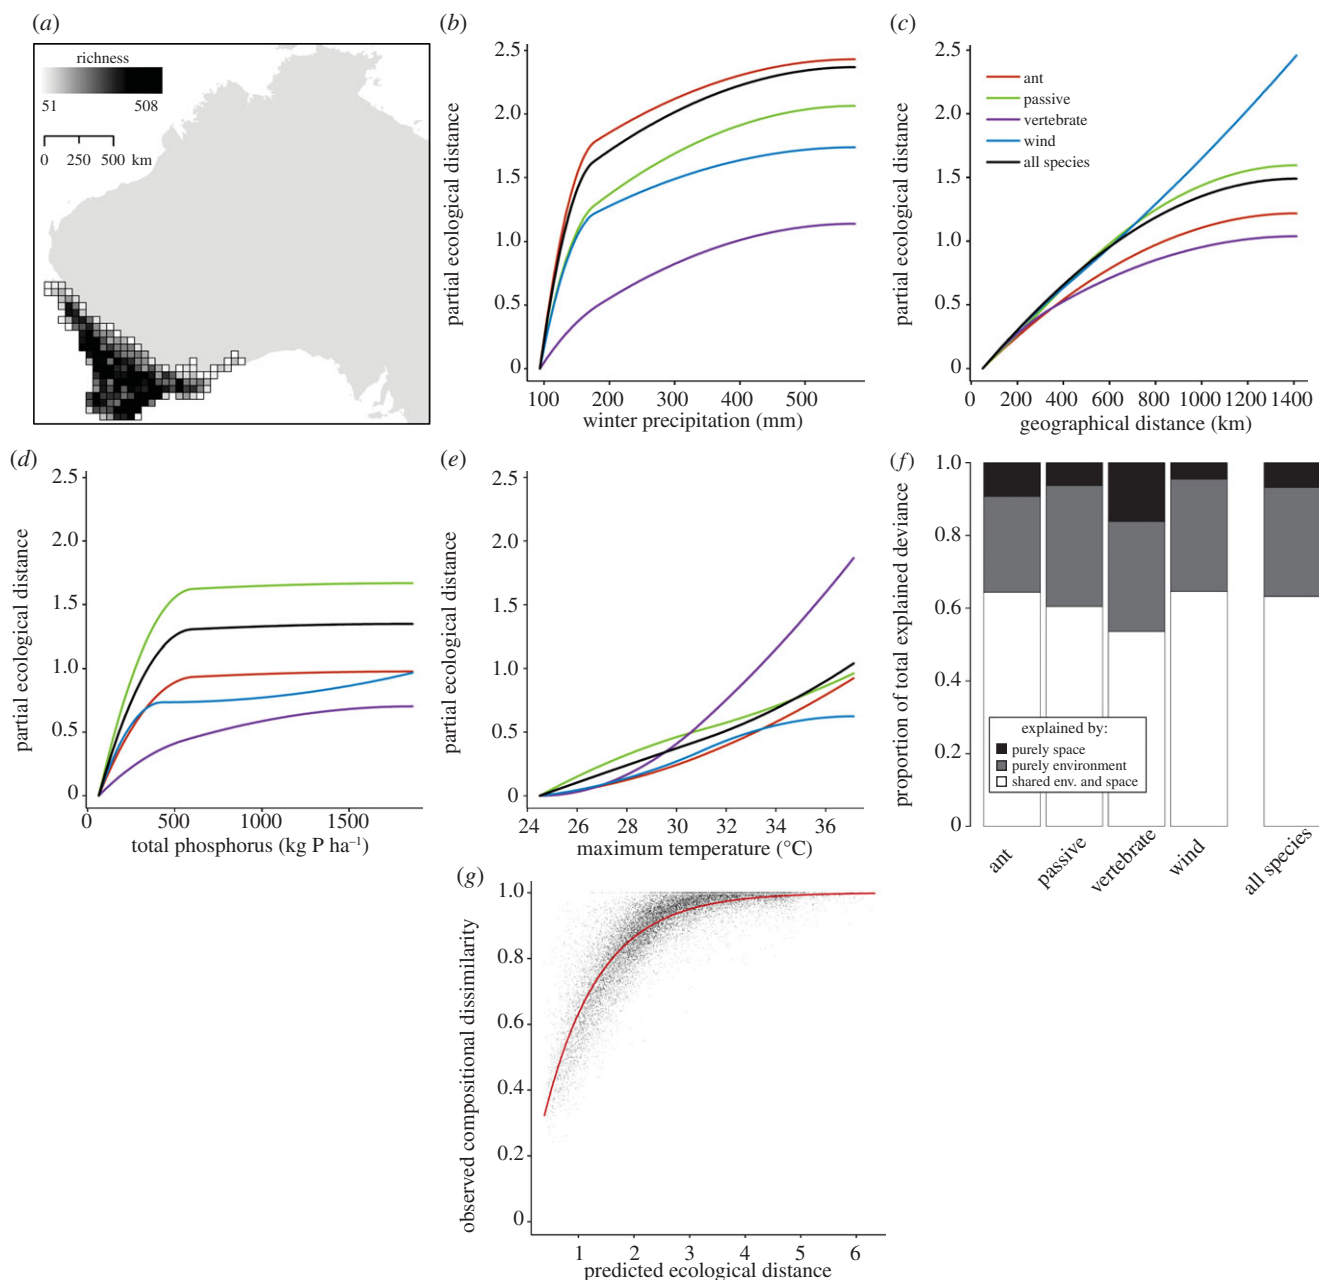 (a)
richness
51 508
0 250 500 km
(b)
partial ecological distance
2.5
2.0
1.5
1.0
0.5
0
100 200 300 400 500
winter precipitation (mm)
(c)
partial ecological distance
2.5
2.0
1.5
1.0
0.5
0
ant
passive
vertebrate
wind
all species
0 200 400 600 800 1000 1200 1400
geographical distance (km)
(d)
partial ecological distance
2.5
2.0
1.5
1.0
0.5
0
0 500 1000 1500
total phosphorus (kg P ha⁻¹)
(e)
partial ecological distance
2.5
2.0
1.5
1.0
0.5
0
24 26 28 30 32 34 36
maximum temperature (°C)
(f)
proportion of total explained deviance
1.0
0.8
0.6
0.4
0.2
0
explained by:
purely space
purely environment
shared env. and space
ant passive vertebrate wind all species
(g)
observed compositional dissimilarity
1.0
0.8
0.6
0.4
0.2
0
1 2 3 4 5 6
predicted ecological distance